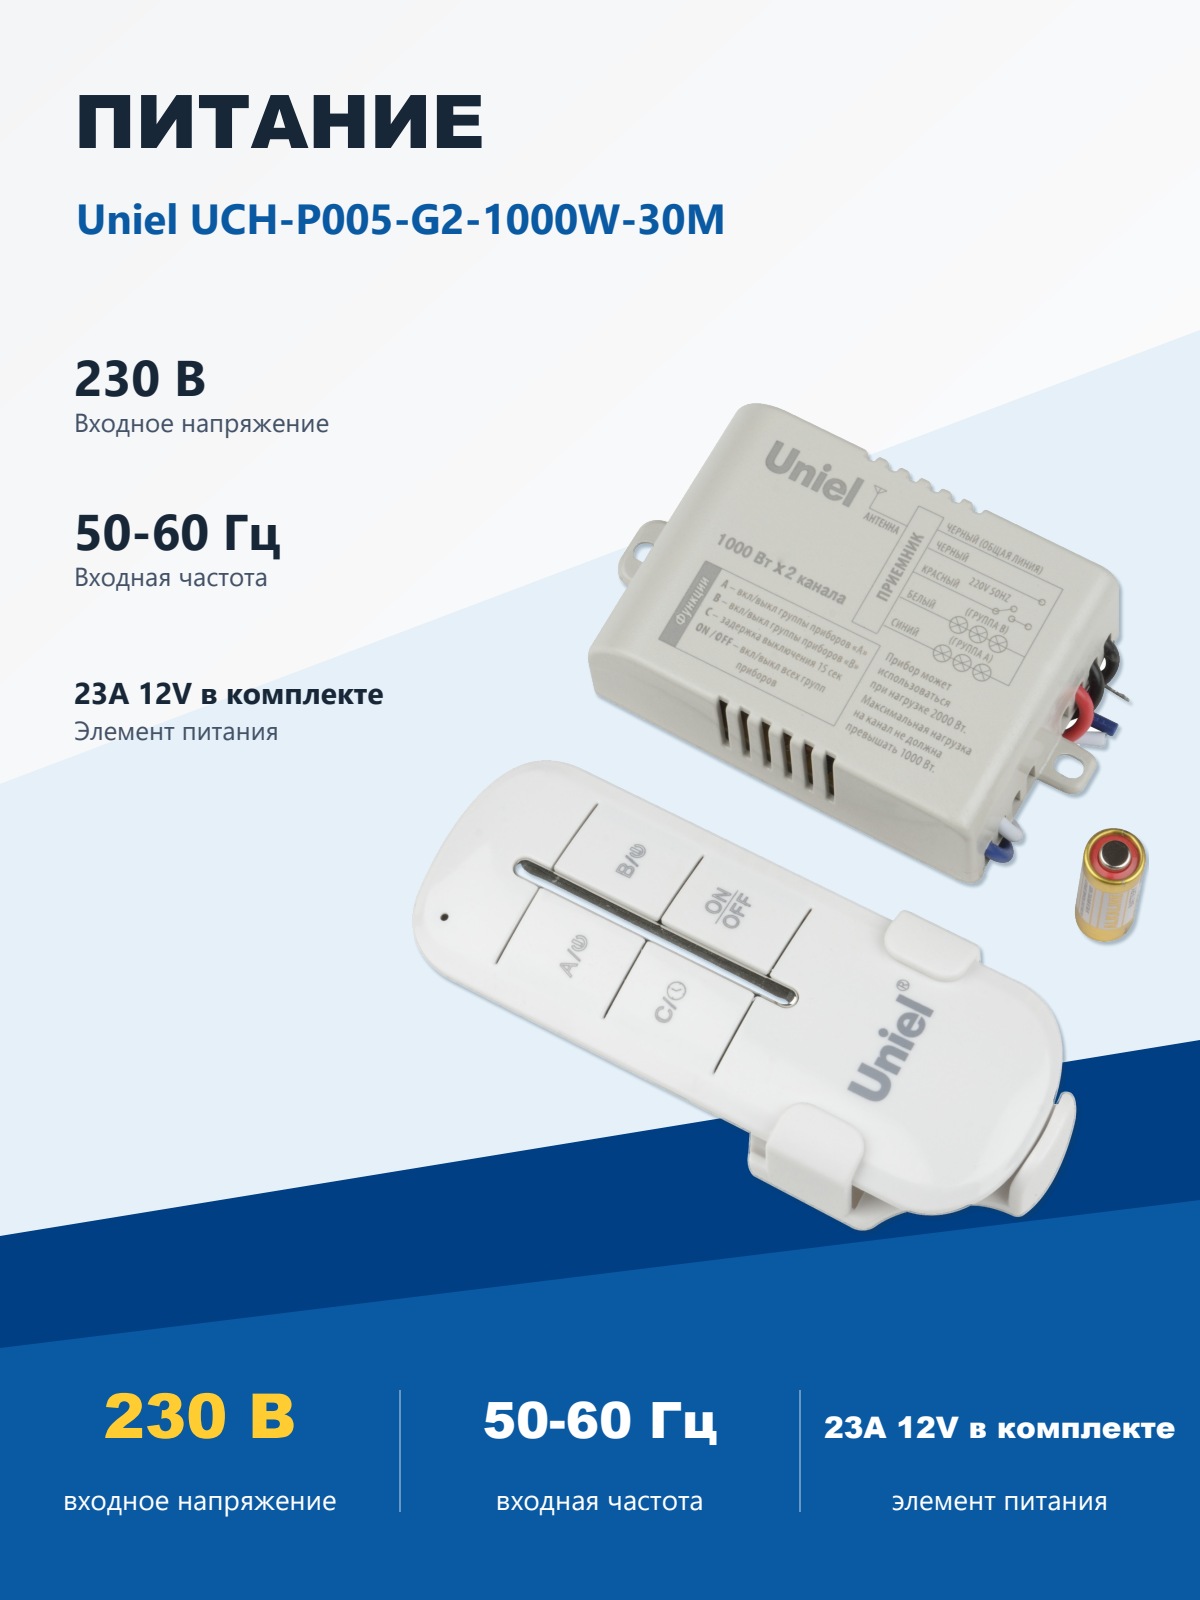 ПИТАНИЕ
Uniel UCH-P005-G2-1000W-30M
230 В
Входное напряжение
50-60 Гц
Входная частота
23A 12V в комплекте
Элемент питания
Uniel
АНТЕННА
1000 Вт x 2 канала
Функции
A – вкл/выкл группы приборов «А»
B – вкл/выкл группы приборов «В»
C – задержка выключения 15 сек
ON / OFF – вкл/выкл всех групп
приборов
ПРИЕМНИК
ЧЕРНЫЙ (ОБЩАЯ ЛИНИЯ)
ЧЕРНЫЙ
КРАСНЫЙ 220V 50HZ
БЕЛЫЙ
(ГРУППА В)
СИНИЙ
(ГРУППА А)
Прибор может
использоваться
при нагрузке 2000 Вт.
Максимальная нагрузка
на канал не должна
превышать 1000 Вт.
B/
ON
OFF
A/
C/
Uniel®
230 В
входное напряжение
50-60 Гц
входная частота
23A 12V в комплекте
элемент питания